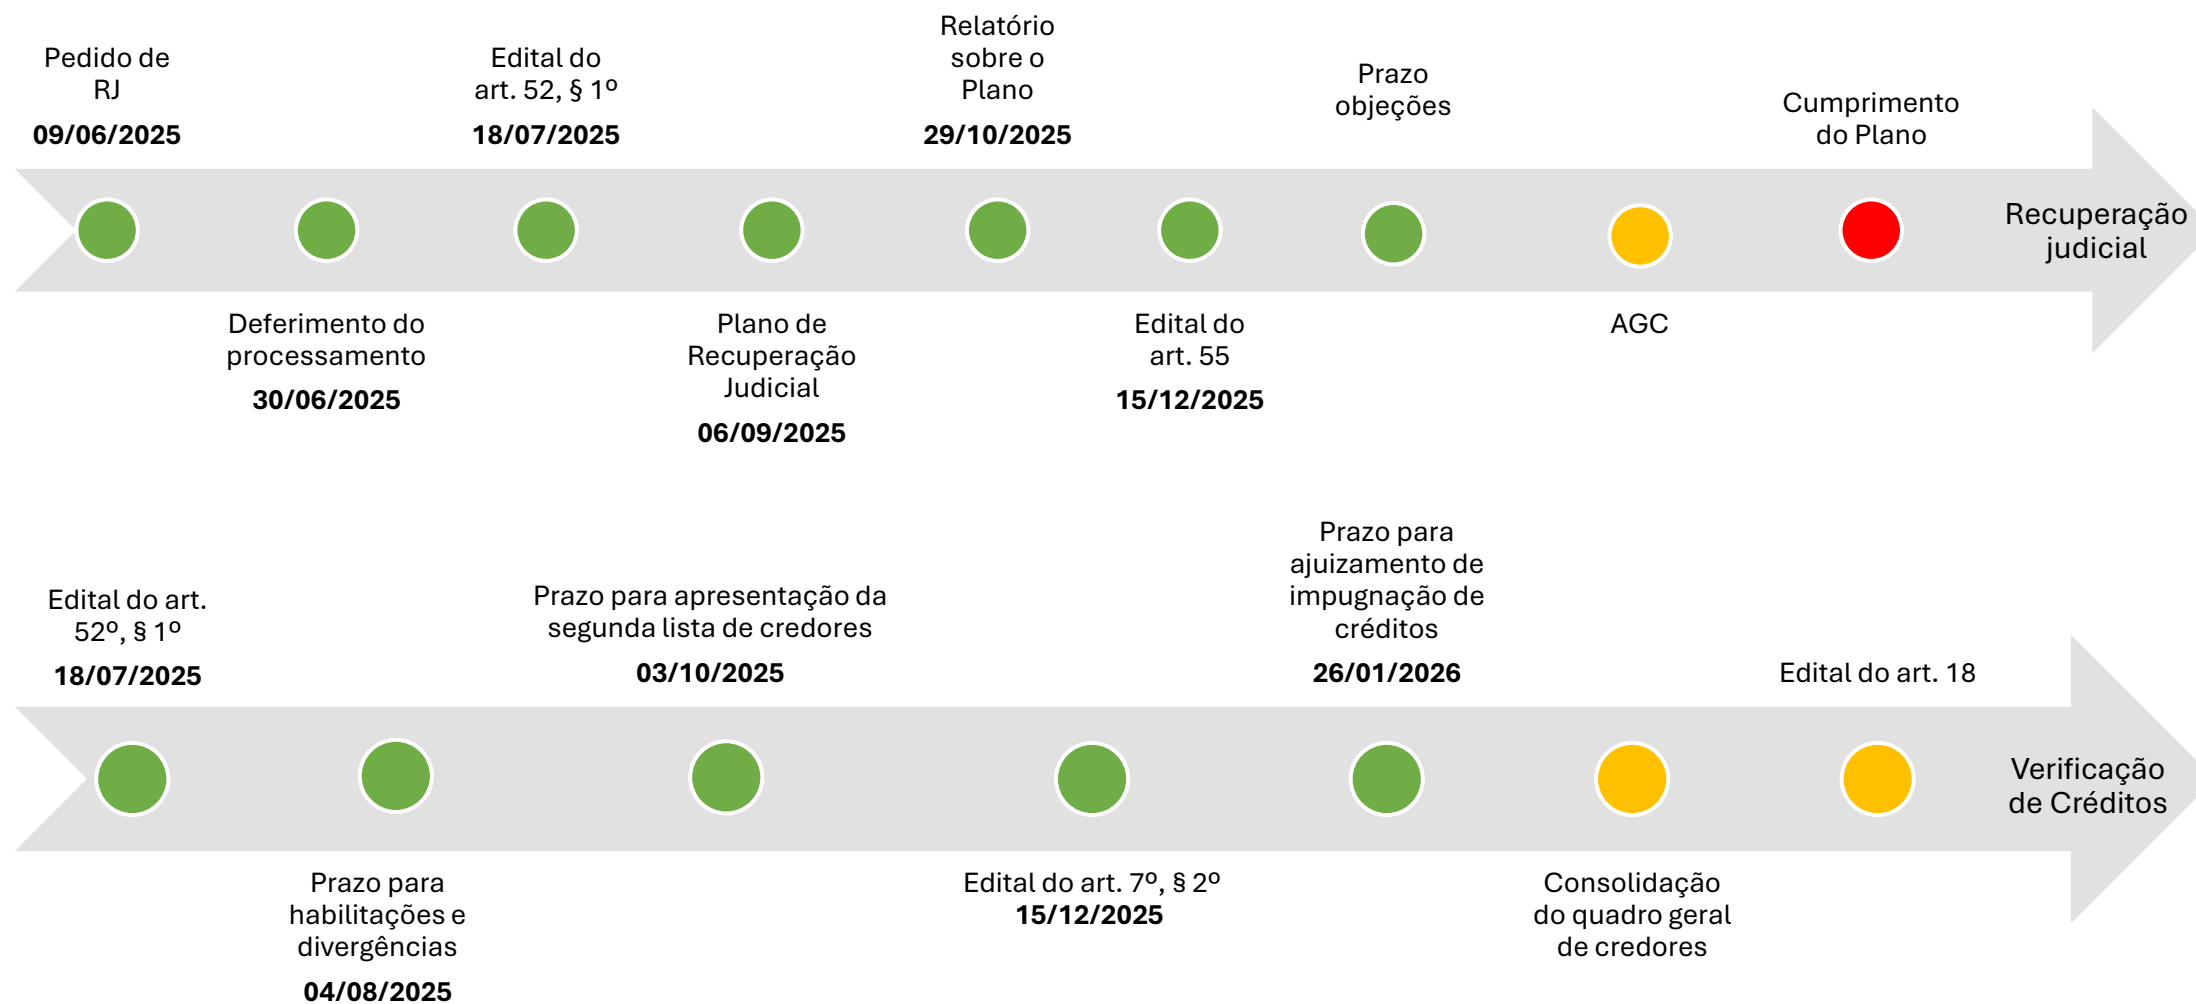 Pedido de
RJ
09/06/2025
Edital do
art. 52, § 1º
18/07/2025
Relatório
sobre o
Plano
29/10/2025
Prazo
objeções
Cumprimento
do Plano
Recuperação
judicial
Deferimento do
processamento
30/06/2025
Plano de
Recuperação
Judicial
06/09/2025
Edital do
art. 55
15/12/2025
AGC
Edital do art.
52º, § 1º
18/07/2025
Prazo para apresentação da
segunda lista de credores
03/10/2025
Prazo para
ajuizamento de
impugnação de
créditos
26/01/2026
Edital do art. 18
Verificação
de Créditos
Prazo para
habilitações e
divergências
04/08/2025
Edital do art. 7º, § 2º
15/12/2025
Consolidação
do quadro geral
de credores